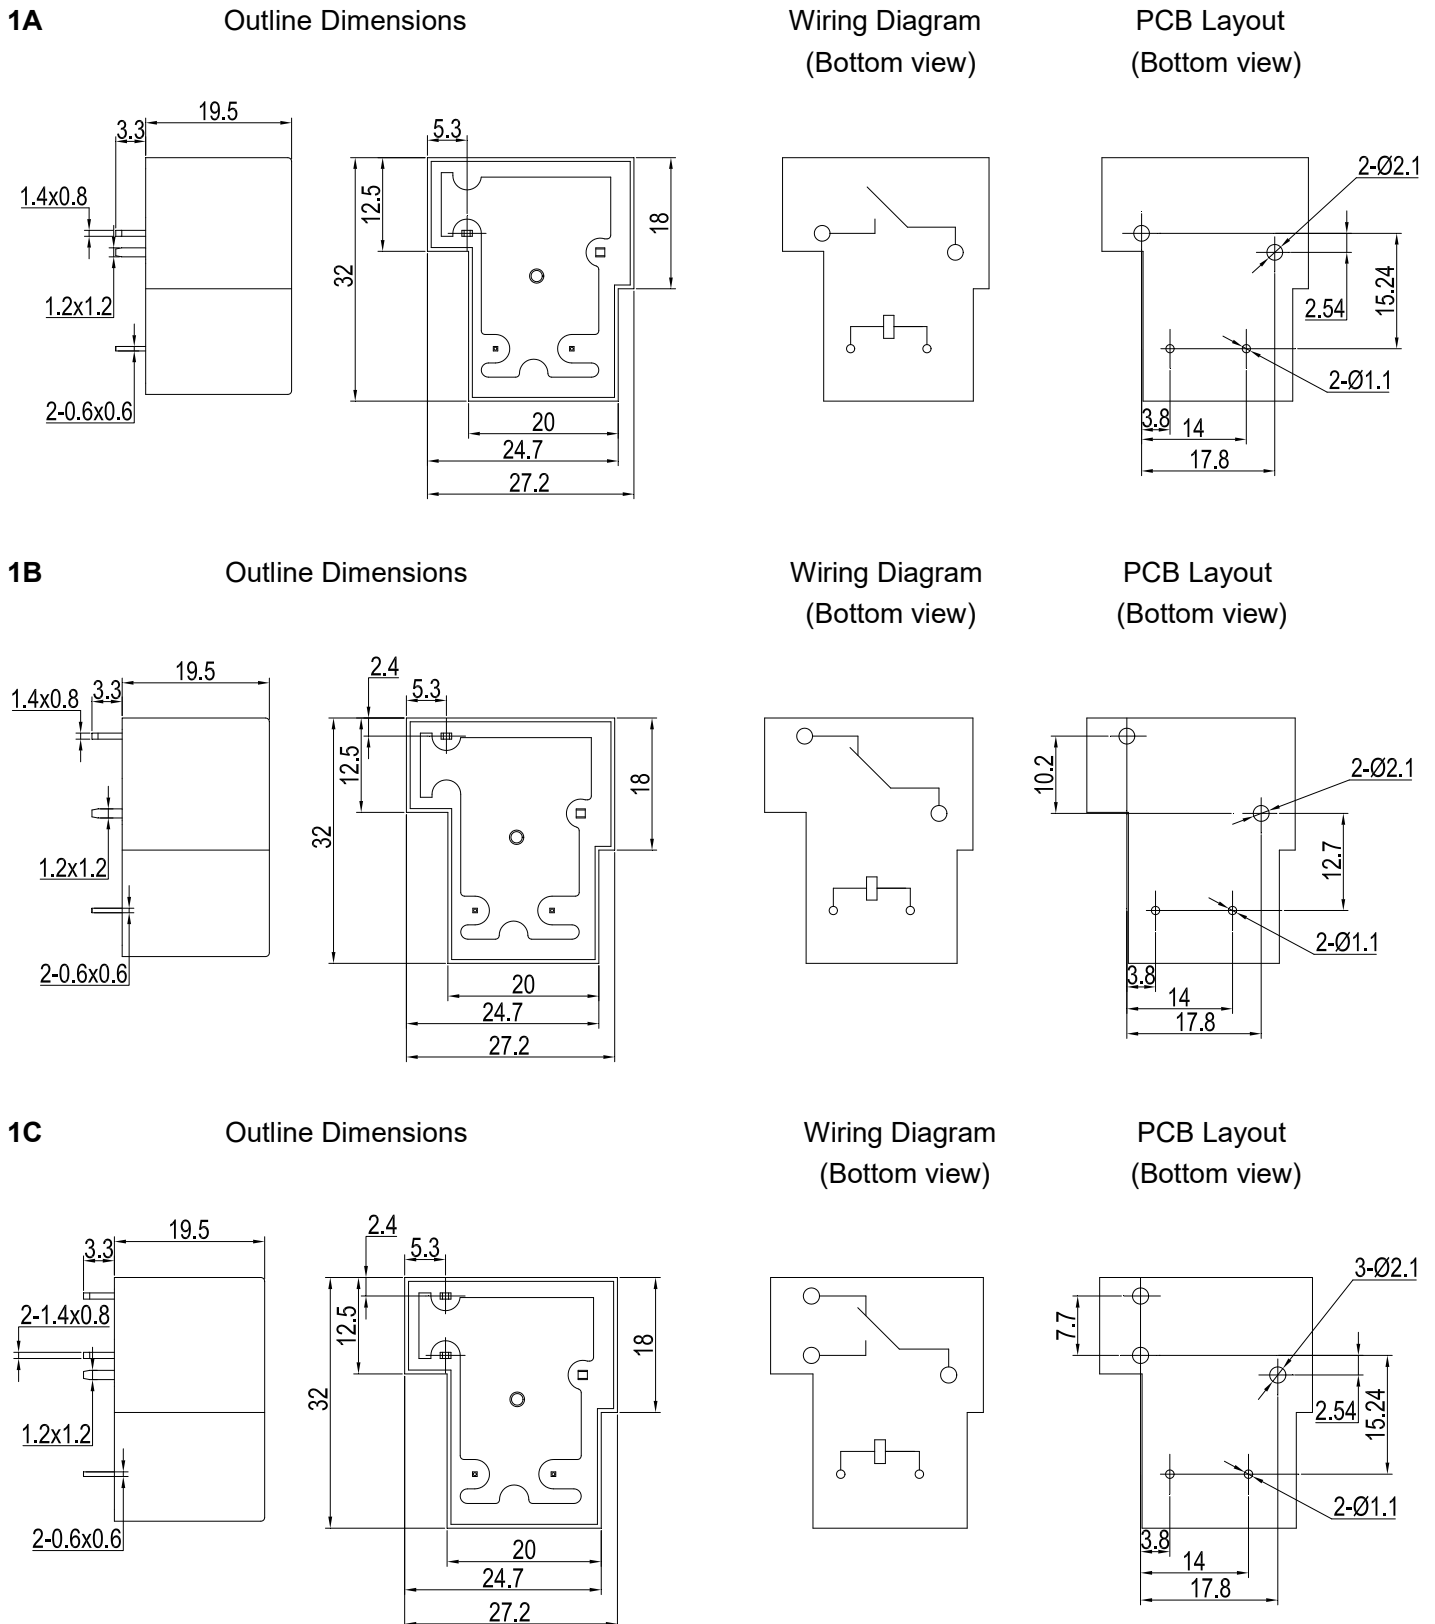 1A Outline Dimensions Wiring Diagram PCB Layout
(Bottom view) (Bottom view)
19.5
3.3
1.4x0.8
1.2x1.2
2-0.6x0.6
5.3
12.5
32
18
20
24.7
27.2
2-Ø2.1
15.24
2.54
2-Ø1.1
3.8
14
17.8
1B Outline Dimensions Wiring Diagram PCB Layout
(Bottom view) (Bottom view)
19.5
3.3
1.4x0.8
1.2x1.2
2-0.6x0.6
2.4
5.3
12.5
32
18
20
24.7
27.2
10.2
2-Ø2.1
12.7
2-Ø1.1
3.8
14
17.8
1C Outline Dimensions Wiring Diagram PCB Layout
(Bottom view) (Bottom view)
19.5
3.3
2-1.4x0.8
1.2x1.2
2-0.6x0.6
2.4
5.3
12.5
32
18
20
24.7
27.2
3-Ø2.1
7.7
2.54
15.24
2-Ø1.1
3.8
14
17.8